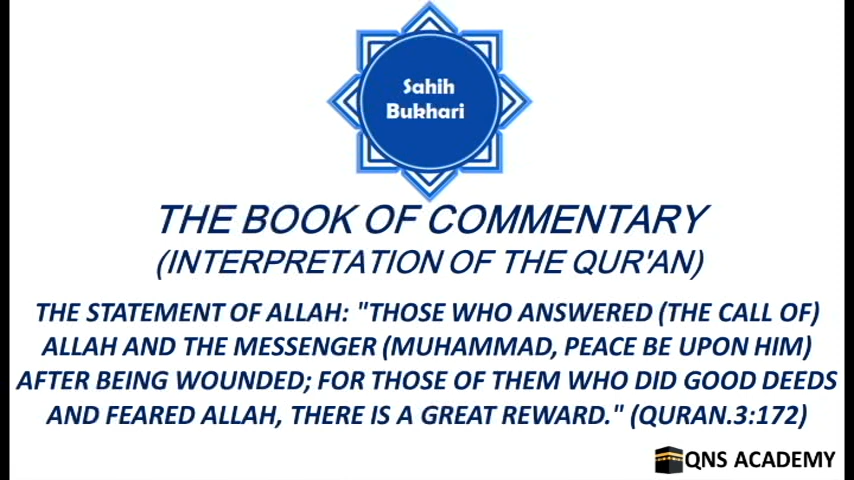 Sahih
Bukhari
THE BOOK OF COMMENTARY
(INTERPRETATION OF THE QUR'AN)
THE STATEMENT OF ALLAH: "THOSE WHO ANSWERED (THE CALL OF)
ALLAH AND THE MESSENGER (MUHAMMAD, PEACE BE UPON HIM)
AFTER BEING WOUNDED; FOR THOSE OF THEM WHO DID GOOD DEEDS
AND FEARED ALLAH, THERE IS A GREAT REWARD." (QURAN.3:172)
QNS ACADEMY